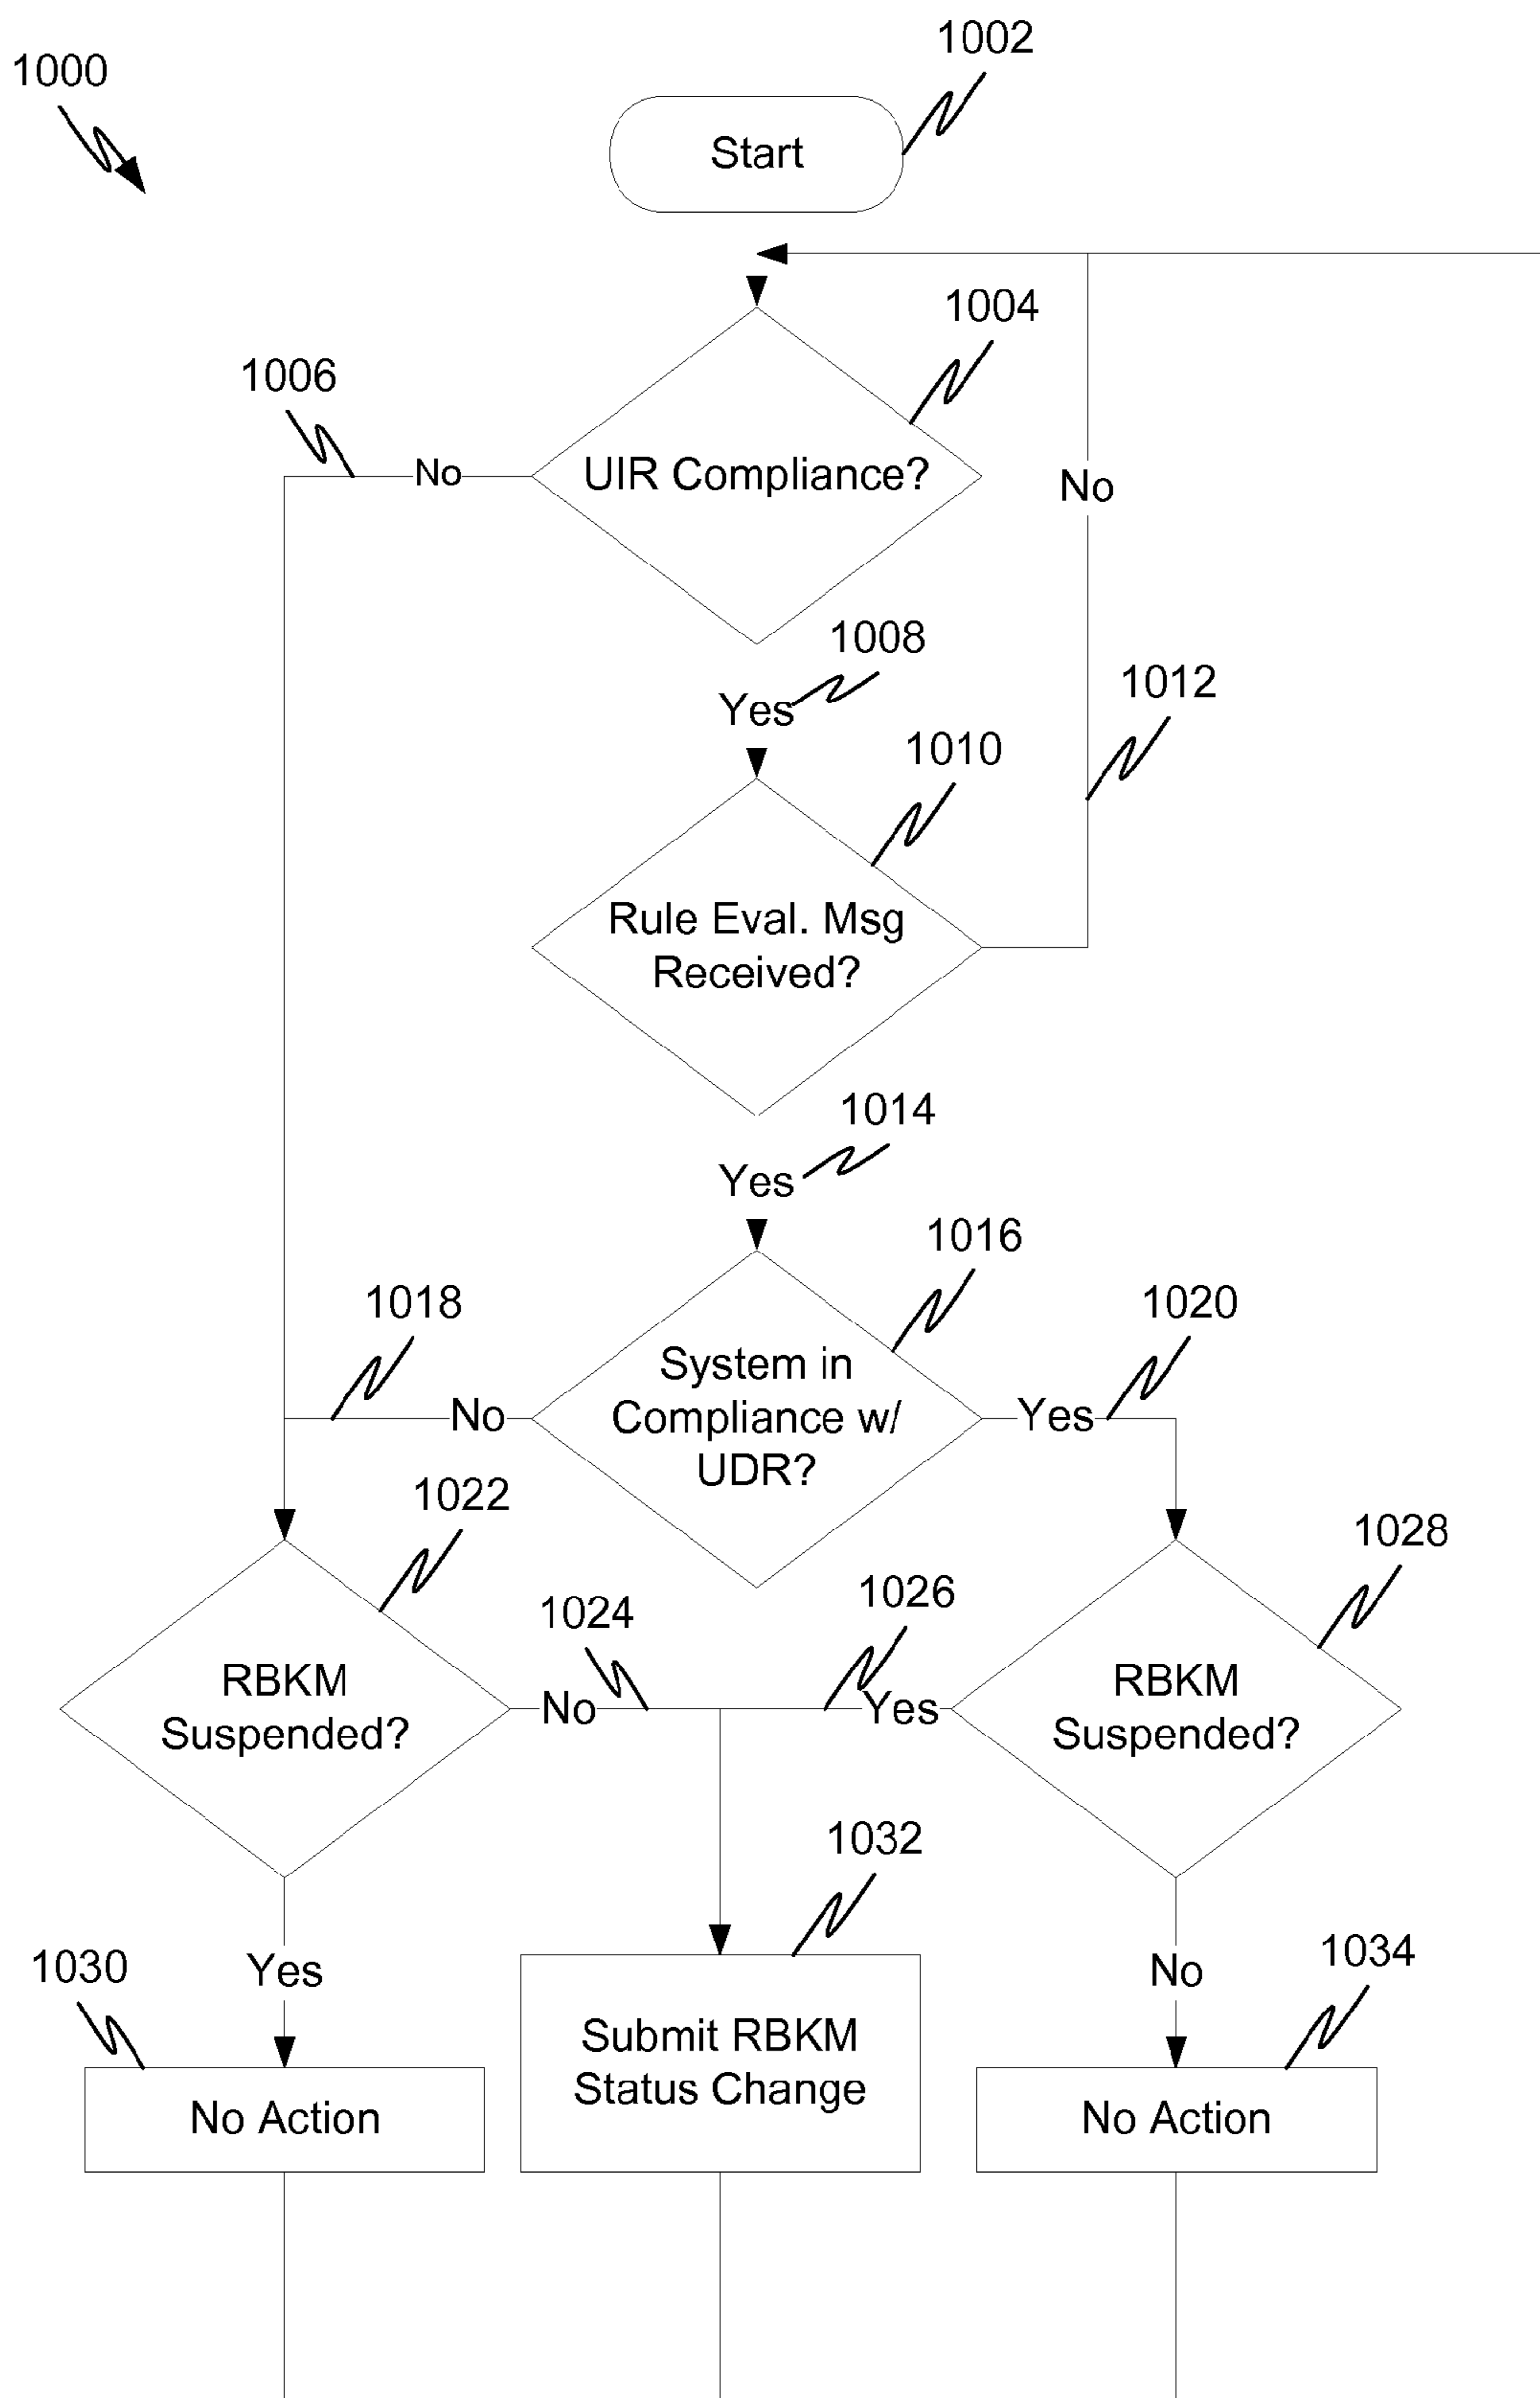 1002
1000
Start
1004
1006
No
UIR Compliance?
No
1008
1012
Yes
1010
Rule Eval. Msg
Received?
1014
Yes
1016
1018
1020
System in
No
Compliance w/
Yes
UDR?
1022
1028
1026
1024
RBKM
Suspended?
No
Yes
RBKM
Suspended?
1032
1030
Yes
No
1034
Submit RBKM
Status Change
No Action
No Action